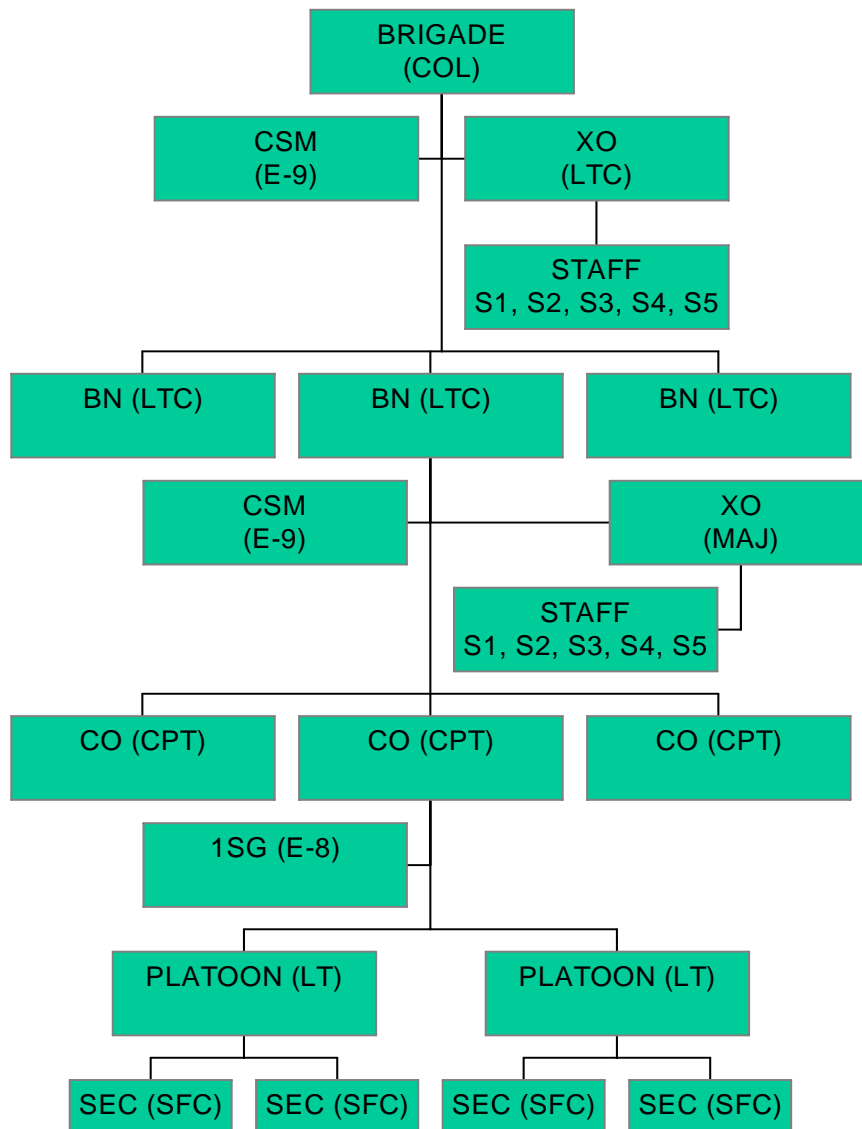 BRIGADE
(COL)
CSM
(E-9)
XO
(LTC)
STAFF
S1, S2, S3, S4, S5
BN (LTC)
BN (LTC)
BN (LTC)
CSM
(E-9)
XO
(MAJ)
STAFF
S1, S2, S3, S4, S5
CO (CPT)
CO (CPT)
CO (CPT)
1SG (E-8)
PLATOON (LT)
PLATOON (LT)
SEC (SFC)
SEC (SFC)
SEC (SFC)
SEC (SFC)